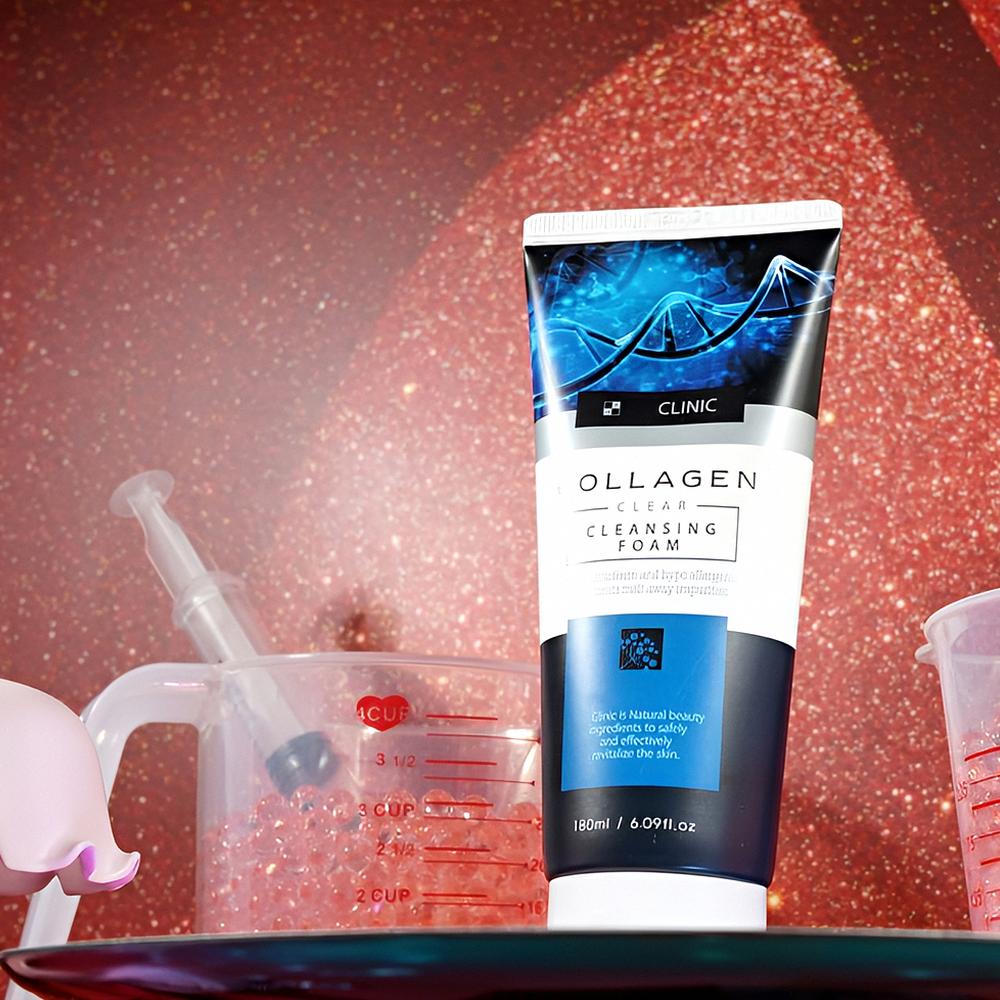 CLINIC
OLLAGEN
CLEAR
CLEANSING
FOAM
Clinic is Natural beauty
ingredients to safely
and effectively
revitalize the skin.
180ml / 6.09fl.oz
4CUP
3 1/2
3 CUP
2 1/2
2 CUP